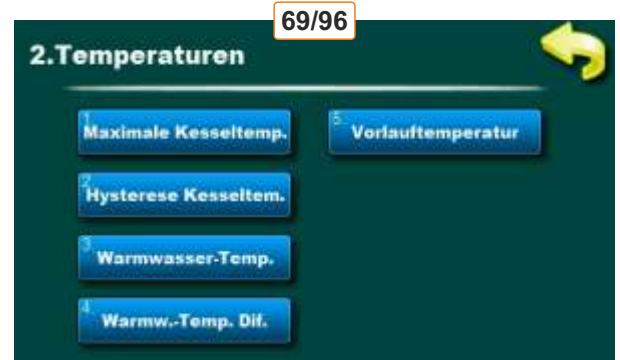 69/96
2.Temperaturen
1
Maximale Kesseltemp.
2
Hysterese Kesseltem.
3
Warmwasser-Temp.
4
Warmw.-Temp. Dif.
5
Vorlauftemperatur